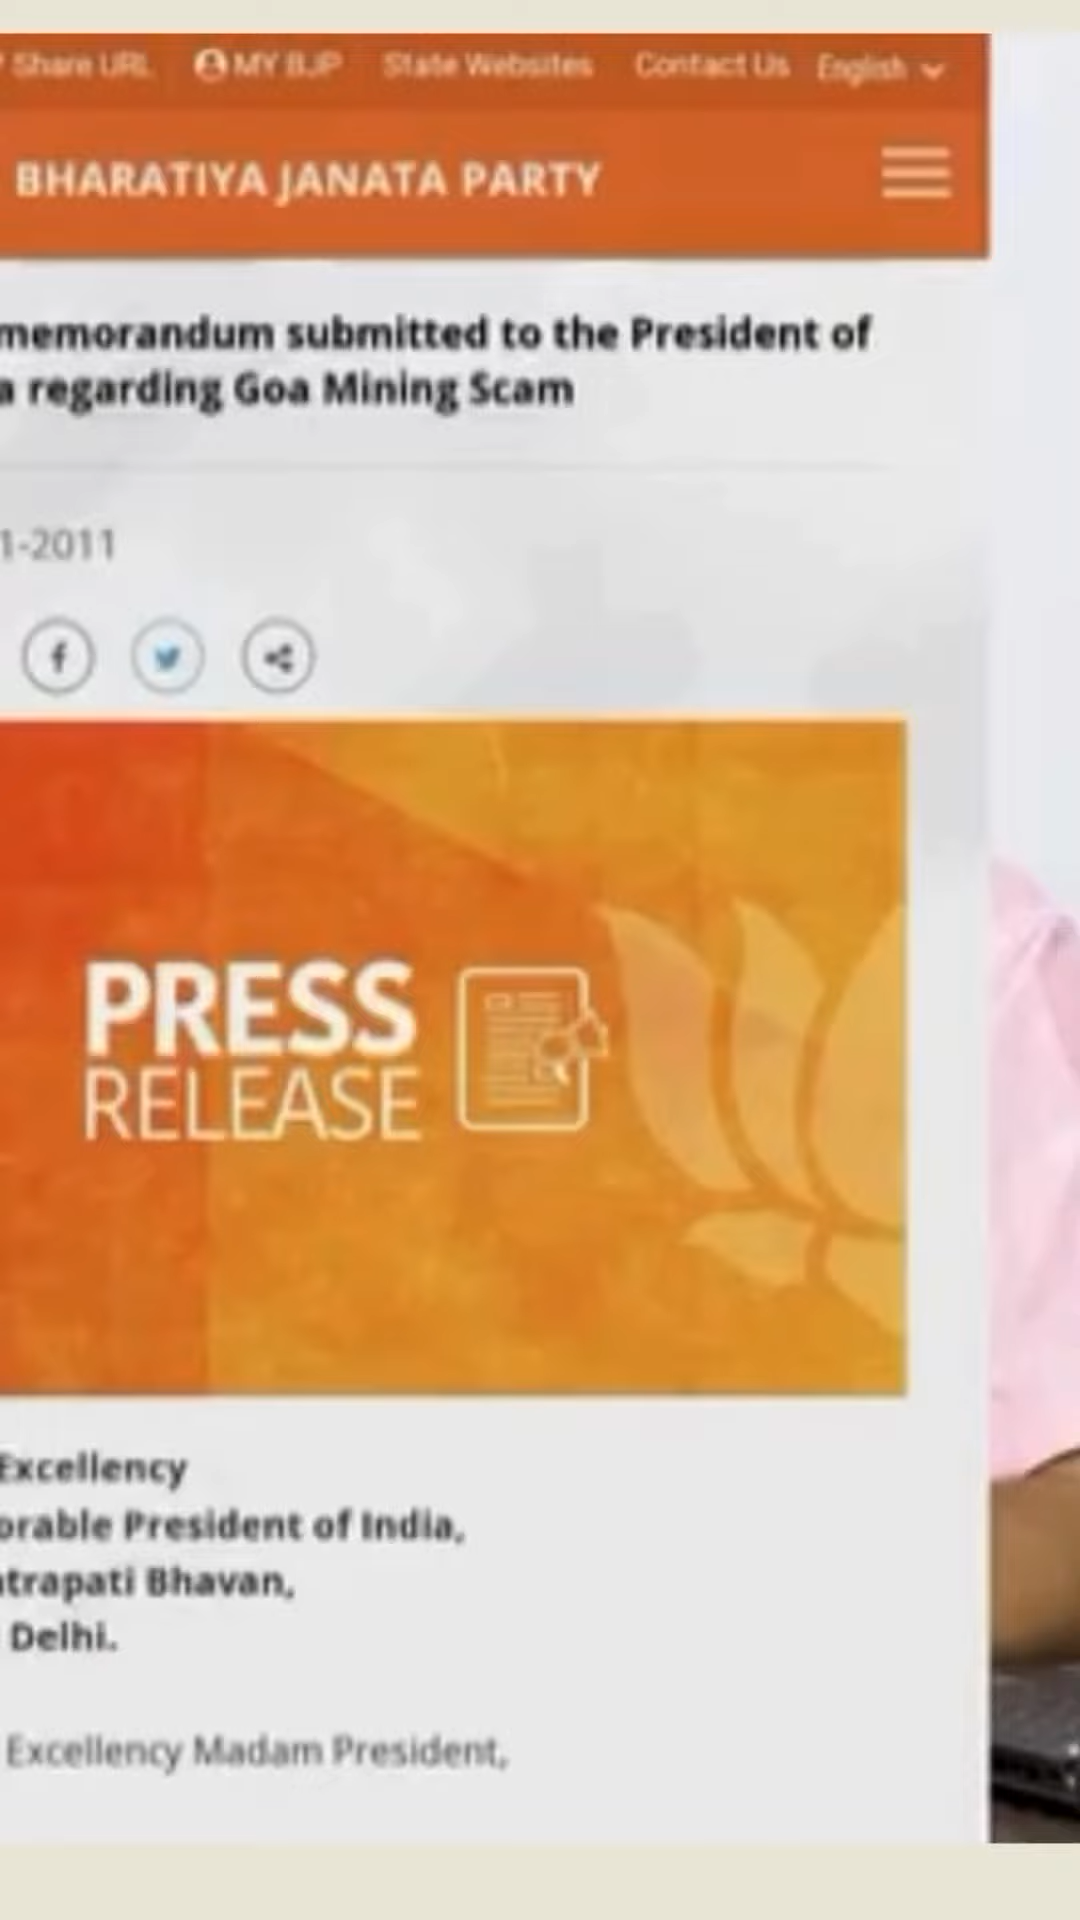 Share URL MY BJP State Websites Contact Us English
BHARATIYA JANATA PARTY
memorandum submitted to the President of
a regarding Goa Mining Scam
1-2011
PRESS
RELEASE
Excellency
orable President of India,
trapati Bhavan,
Delhi.
Excellency Madam President,